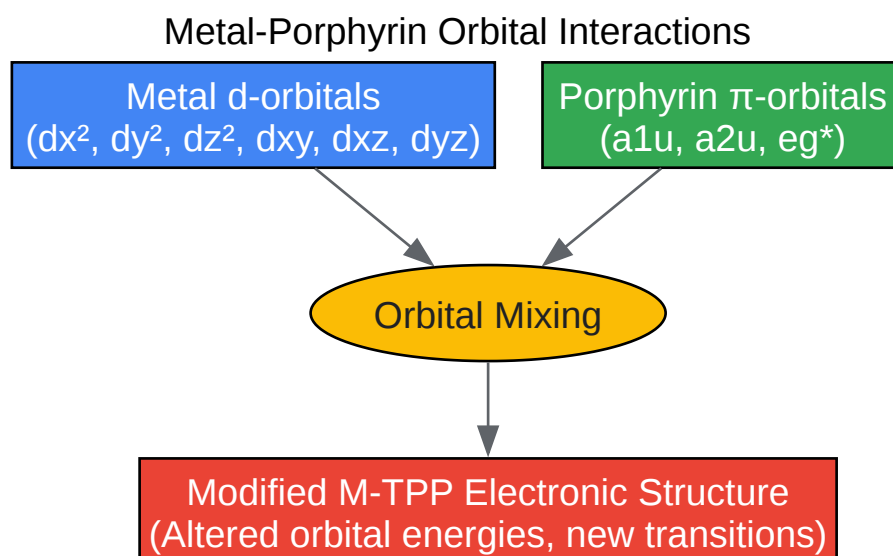 Metal-Porphyrin Orbital Interactions
Metal d-orbitals
(dx², dy², dz², dxy, dxz, dyz)
Porphyrin π-orbitals
(a1u, a2u, eg*)
Orbital Mixing
Modified M-TPP Electronic Structure
(Altered orbital energies, new transitions)